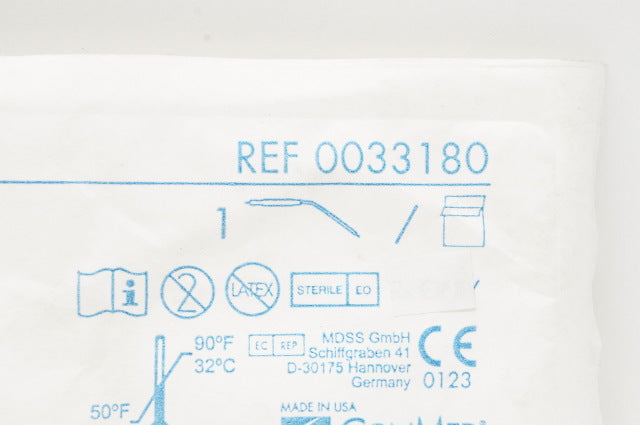 REF 0033180
1 /
2 LATEX STERILE EO
90°F
32°C
EC REP
MDSS GmbH
Schiffgraben 41
D-30175 Hannover
Germany
CE
0123
50°F
MADE IN USA